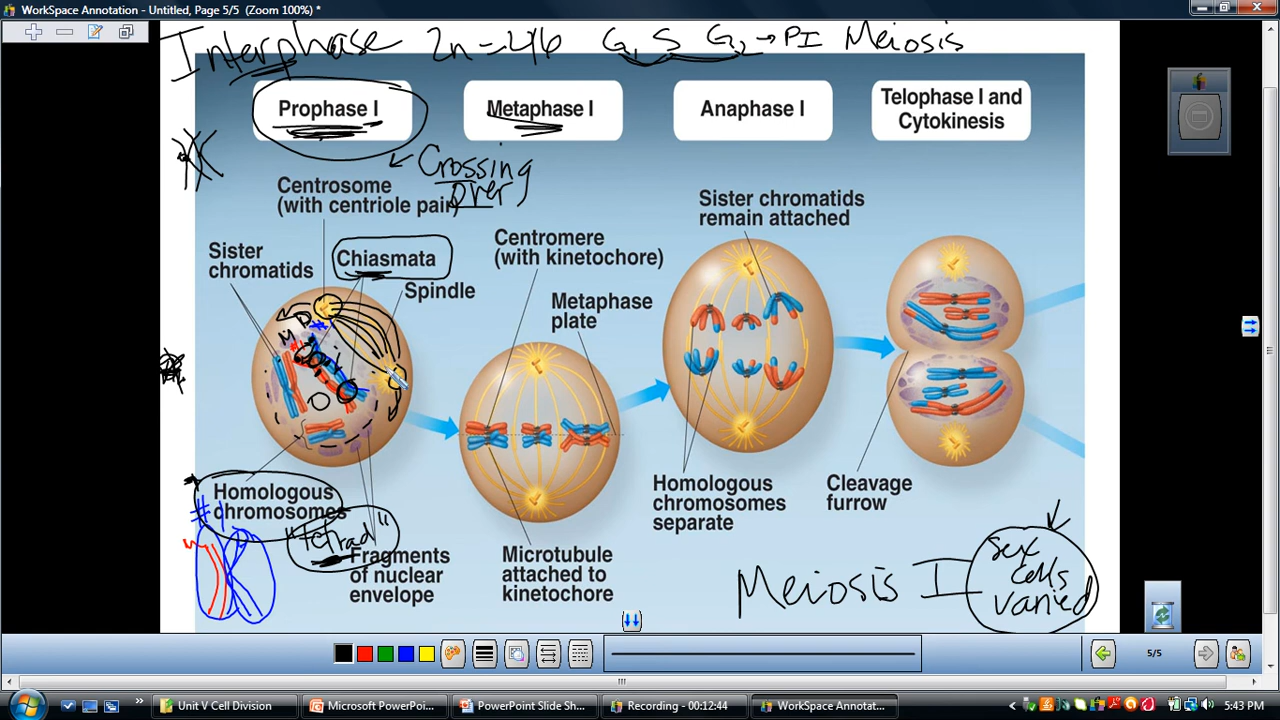 WorkSpace Annotation - Untitled, Page 5/5 (Zoom 100%) *
Interphase 2n=46 G1 S G2 → PI Meiosis
Prophase I
Metaphase I
Anaphase I
Telophase I and
Cytokinesis
Crossing
over
Centrosome
(with centriole pair)
Sister
chromatids
Chiasmata
Spindle
Centromere
(with kinetochore)
Metaphase
plate
Sister chromatids
remain attached
Homologous
chromosomes
#1
"tetrad"
Fragments
of nuclear
envelope
Microtubule
attached to
kinetochore
Homologous
chromosomes
separate
Cleavage
furrow
Meiosis I
sex
cells
varied
5/5
Unit V Cell Division
Microsoft PowerPoi...
PowerPoint Slide Sh...
Recording - 00:12:44
WorkSpace Annotat...
5:43 PM